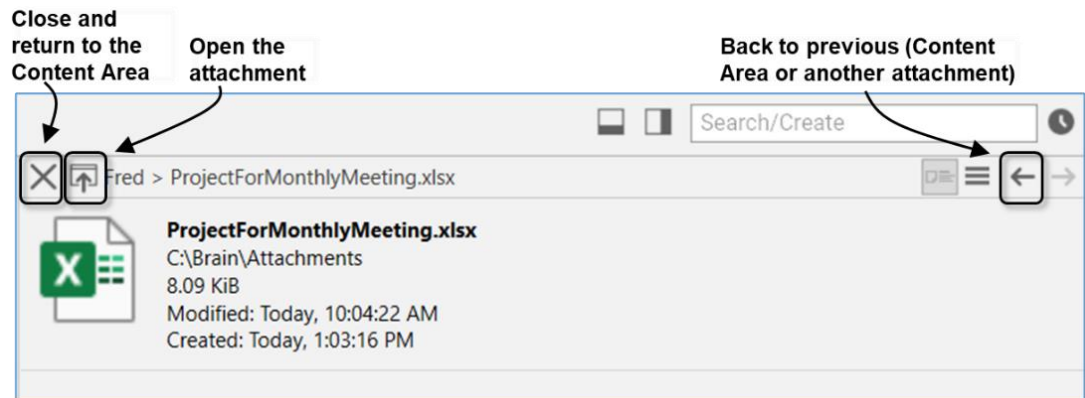 Close and
return to the
Content Area
Open the
attachment
Back to previous (Content
Area or another attachment)
Search/Create
Fred > ProjectForMonthlyMeeting.xlsx
ProjectForMonthlyMeeting.xlsx
C:\Brain\Attachments
8.09 KiB
Modified: Today, 10:04:22 AM
Created: Today, 1:03:16 PM